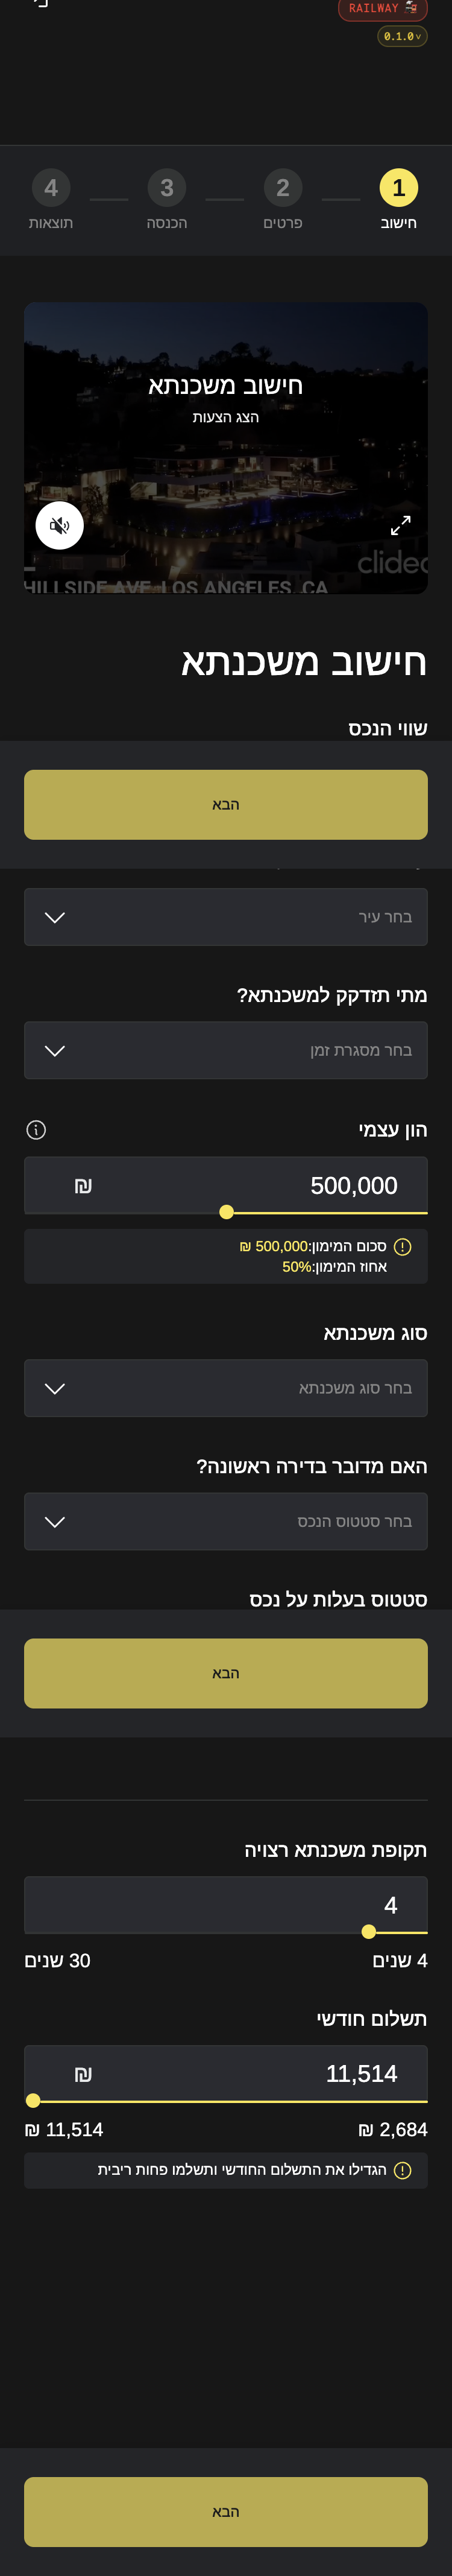 RAILWAY
v0.1.0
1
2
3
4
חישוב
פרטים
הכנסה
תוצאות
חישוב משכנתא
הצג הצעות
clideo
HILLSIDE AVE, LOS ANGELES, CA
חישוב משכנתא
שווי הנכס
הבא
בחר עיר
מתי תזדקק למשכנתא?
בחר מסגרת זמן
הון עצמי
500,000 ₪
סכום המימון:500,000 ₪
אחוז המימון:50%
סוג משכנתא
בחר סוג משכנתא
האם מדובר בדירה ראשונה?
בחר סטטוס הנכס
סטטוס בעלות על נכס
הבא
תקופת משכנתא רצויה
4
4 שנים
30 שנים
תשלום חודשי
11,514 ₪
2,684 ₪
11,514 ₪
הגדילו את התשלום החודשי ותשלמו פחות ריבית
הבא